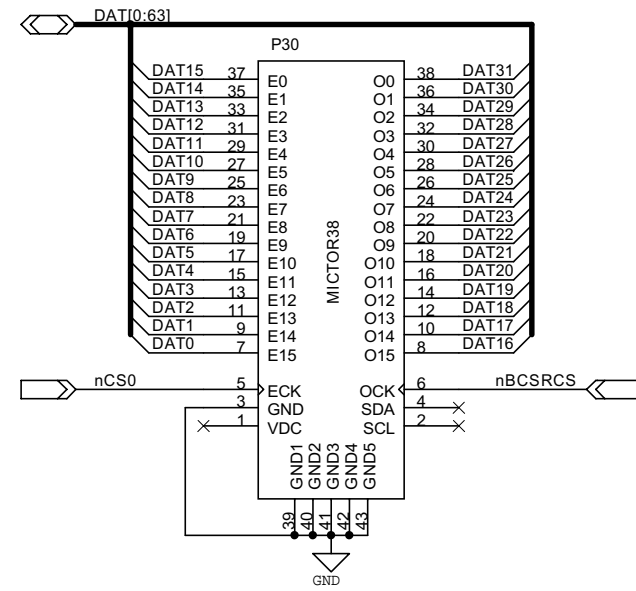 DAT[0:63]
P30
DAT15 37 E0 O0 38 DAT31
DAT14 35 E1 O1 36 DAT30
DAT13 33 E2 O2 34 DAT29
DAT12 31 E3 O3 32 DAT28
DAT11 29 E4 O4 30 DAT27
DAT10 27 E5 O5 28 DAT26
DAT9 25 E6 O6 26 DAT25
DAT8 23 E7 O7 24 DAT24
DAT7 21 E8 O8 22 DAT23
DAT6 19 E9 O9 20 DAT22
DAT5 17 E10 O10 18 DAT21
DAT4 15 E11 O11 16 DAT20
DAT3 13 E12 O12 14 DAT19
DAT2 11 E13 O13 12 DAT18
DAT1 9 E14 O14 10 DAT17
DAT0 7 E15 O15 8 DAT16
MICTOR38
nCS0 5 ECK OCK 6 nBCSRCS
3 GND SDA 4
1 VDC SCL 2
GND1 GND2 GND3 GND4 GND5
39 40 41 42 43
GND